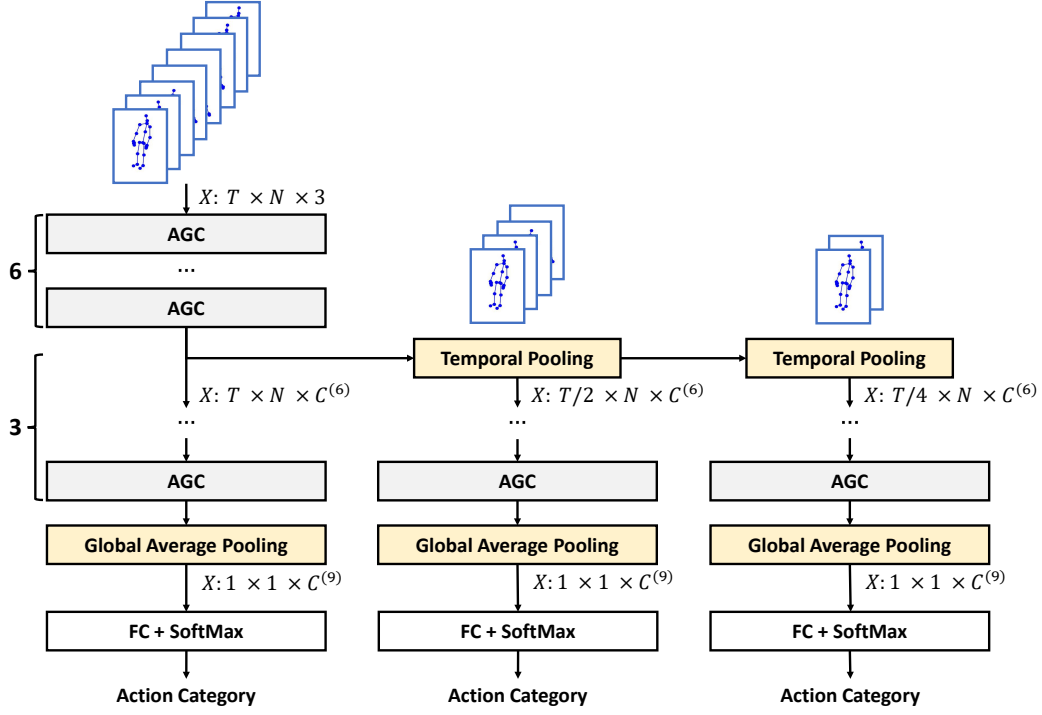 X: T × N × 3
AGC
...
6
AGC
Temporal Pooling
Temporal Pooling
X: T × N × C⁽⁶⁾
X: T/2 × N × C⁽⁶⁾
X: T/4 × N × C⁽⁶⁾
3
...
...
...
AGC
AGC
AGC
Global Average Pooling
Global Average Pooling
Global Average Pooling
X: 1 × 1 × C⁽⁹⁾
X: 1 × 1 × C⁽⁹⁾
X: 1 × 1 × C⁽⁹⁾
FC + SoftMax
FC + SoftMax
FC + SoftMax
Action Category
Action Category
Action Category